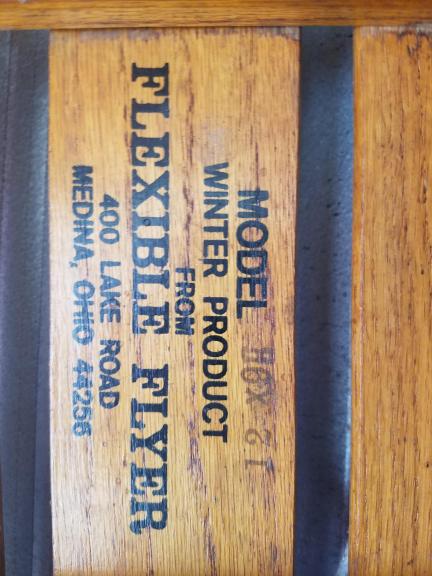 MODEL
WINTER PRODUCT
FROM
FLEXIBLE FLYER
400 LAKE ROAD
MEDINA, OHIO 44256